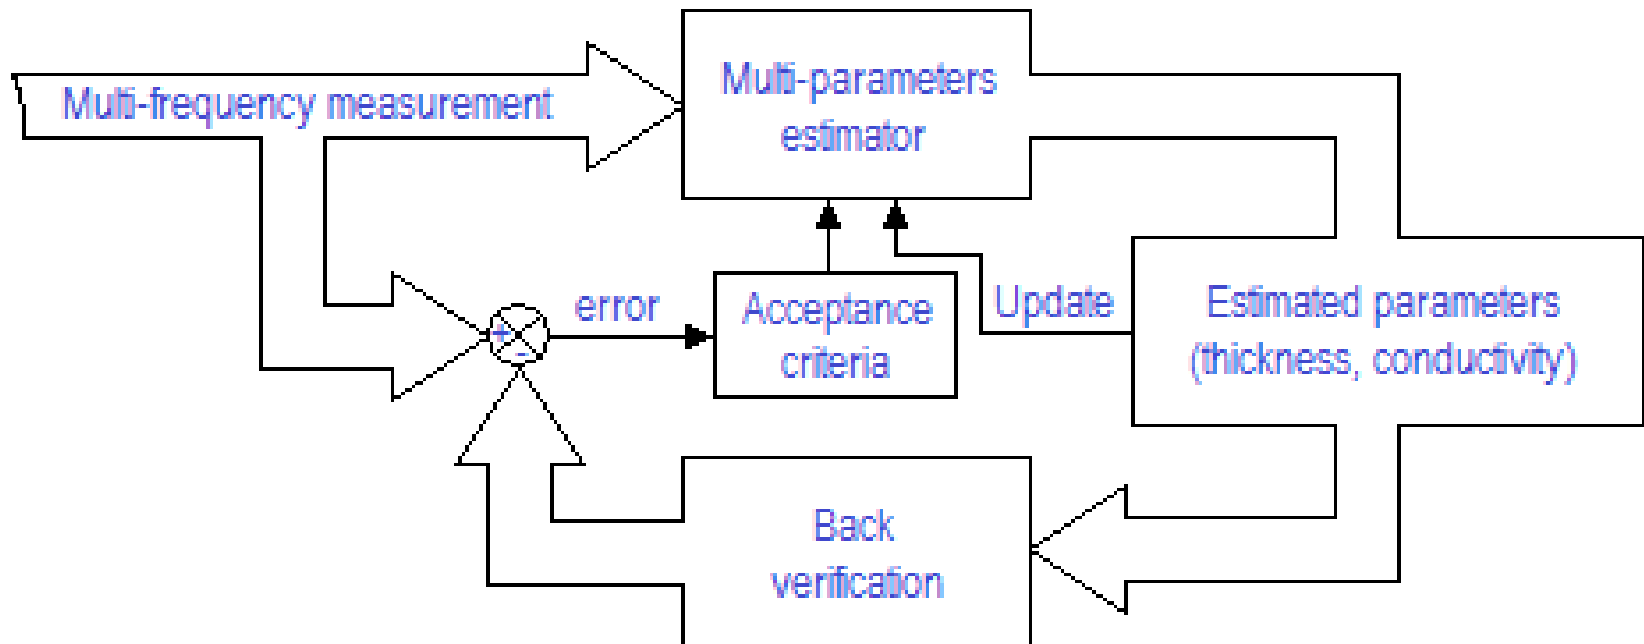 Multi-frequency measurement
Multi-parameters
estimator
+
-
error
Acceptance
criteria
Update
Estimated parameters
(thickness, conductivity)
Back
verification